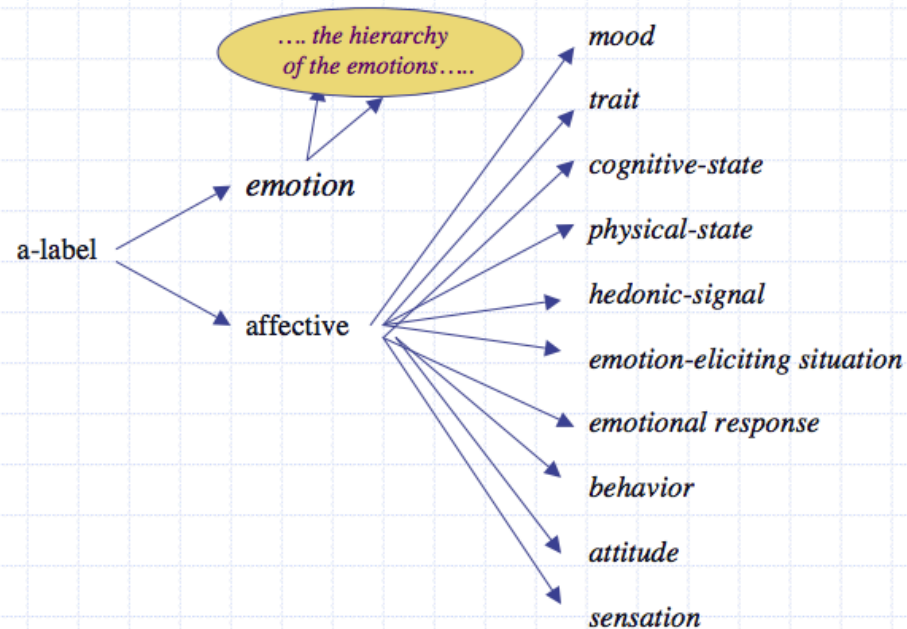 .... the hierarchy
of the emotions.....
mood
trait
cognitive-state
emotion
physical-state
a-label
hedonic-signal
affective
emotion-eliciting situation
emotional response
behavior
attitude
sensation